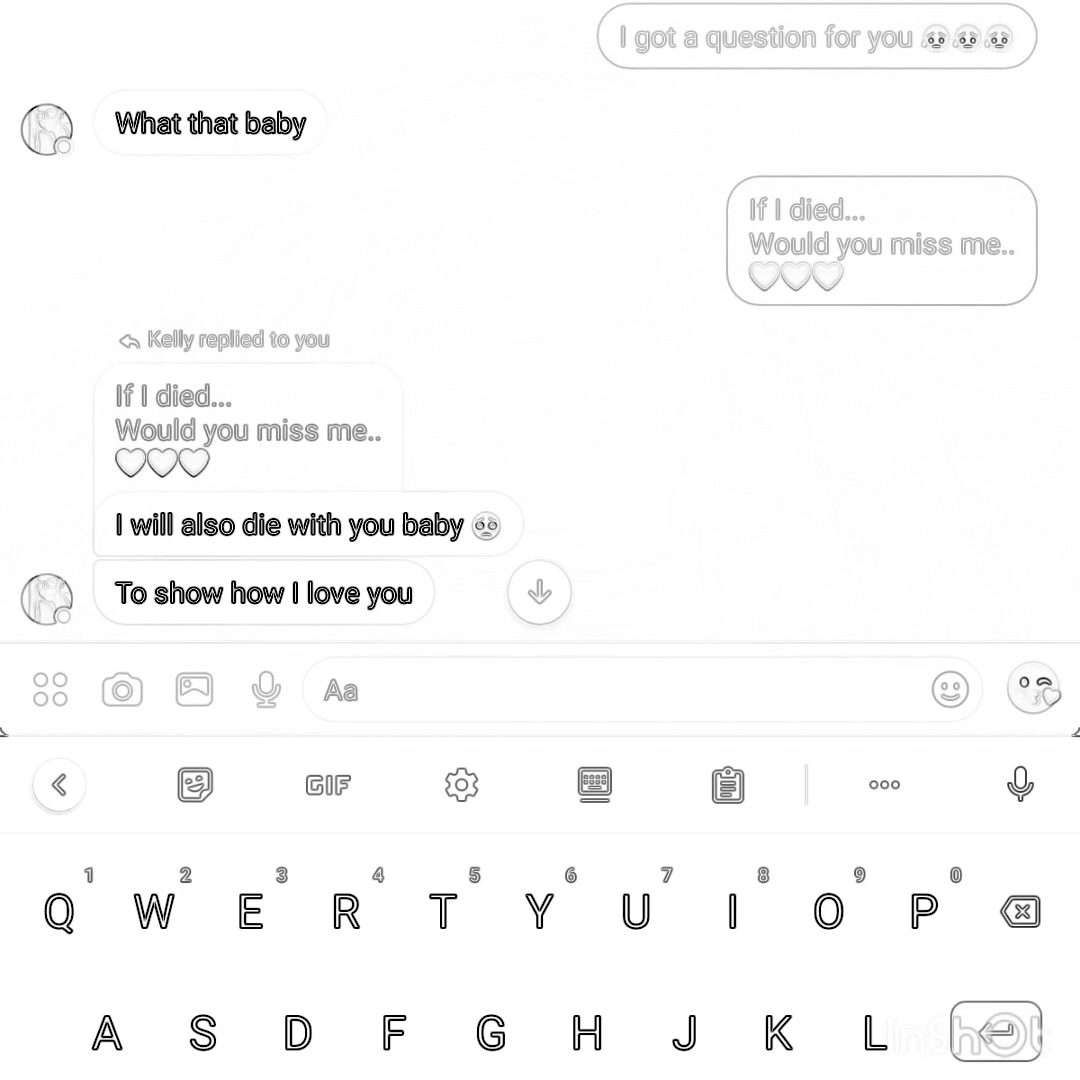 I got a question for you 😥😥😥
What that baby
If I died...
Would you miss me..
🤍🤍🤍
Kelly replied to you
If I died...
Would you miss me..
🤍🤍🤍
I will also die with you baby 🥺
To show how I love you
Aa
GIF
1 2 3 4 5 6 7 8 9 0
Q W E R T Y U I O P
A S D F G H J K L
InShOt